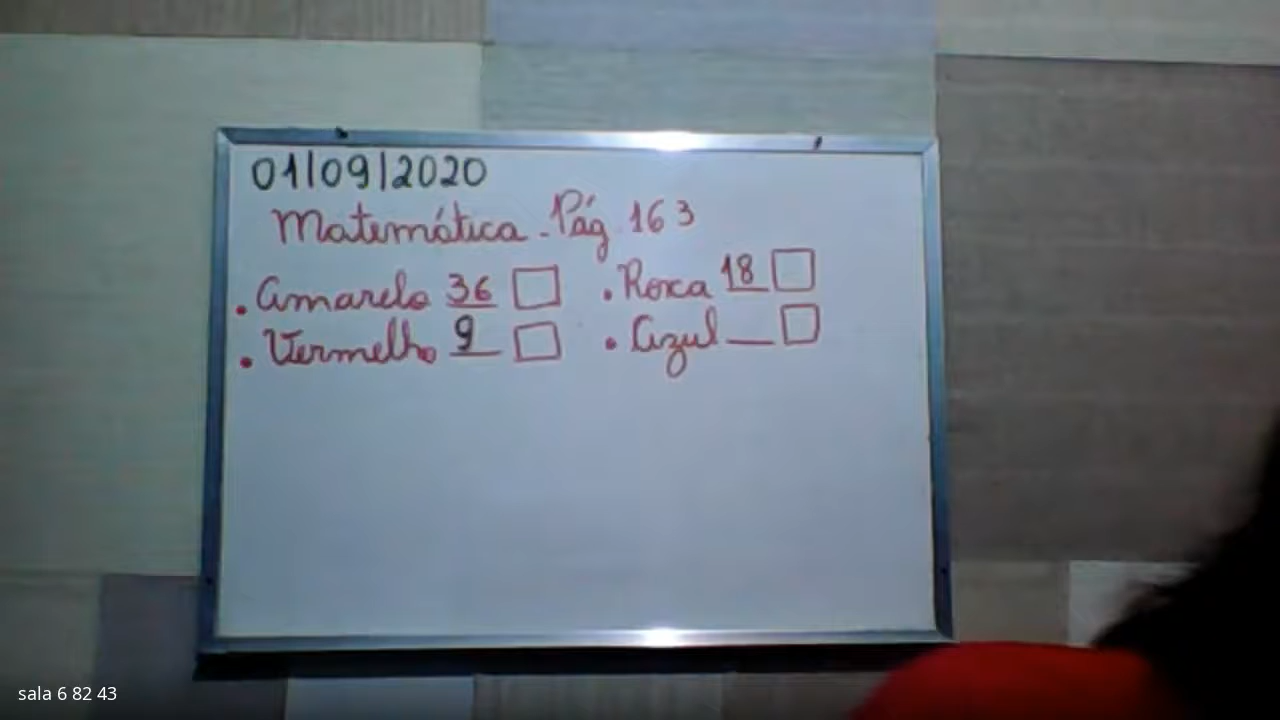 01/09/2020
Matemática - Pág. 163
. Amarelo 36 □ . Roxa 18 □
. Vermelho 9 □ . Azul __ □
sala 6 82 43